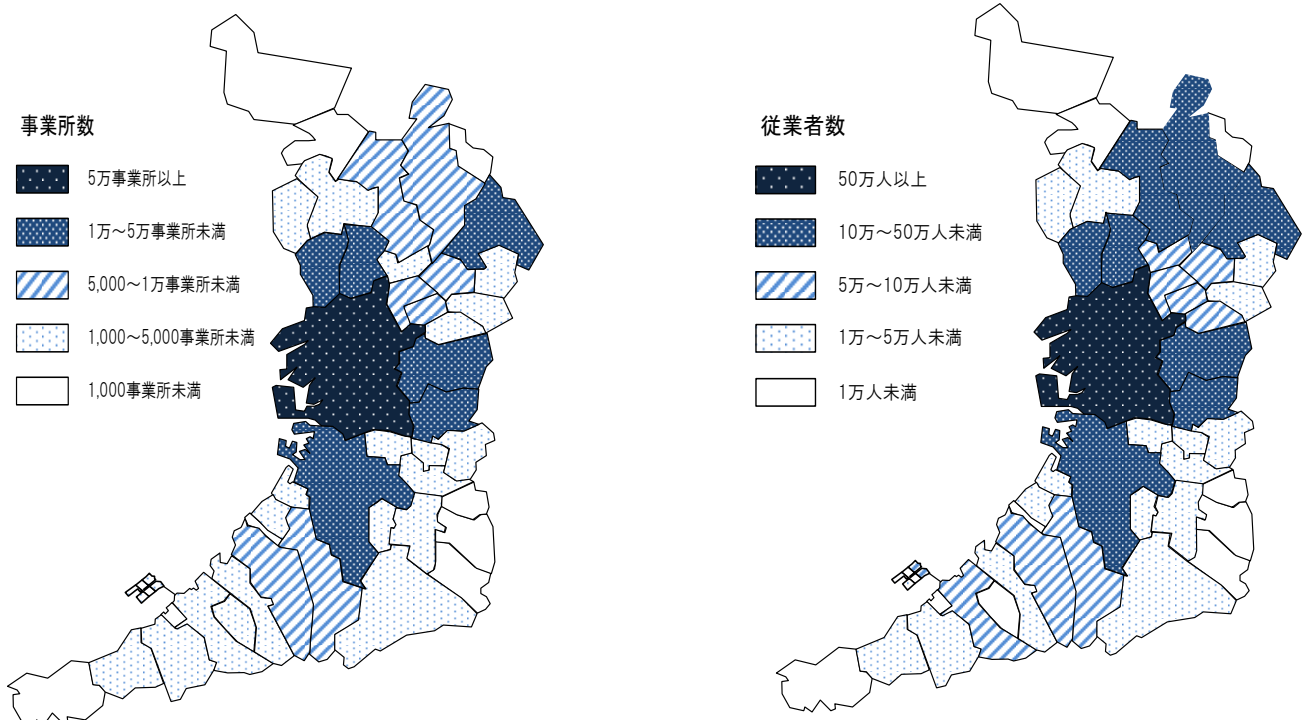 事業所数
5万事業所以上
1万～5万事業所未満
5,000～1万事業所未満
1,000～5,000事業所未満
1,000事業所未満
従業者数
50万人以上
10万～50万人未満
5万～10万人未満
1万～5万人未満
1万人未満